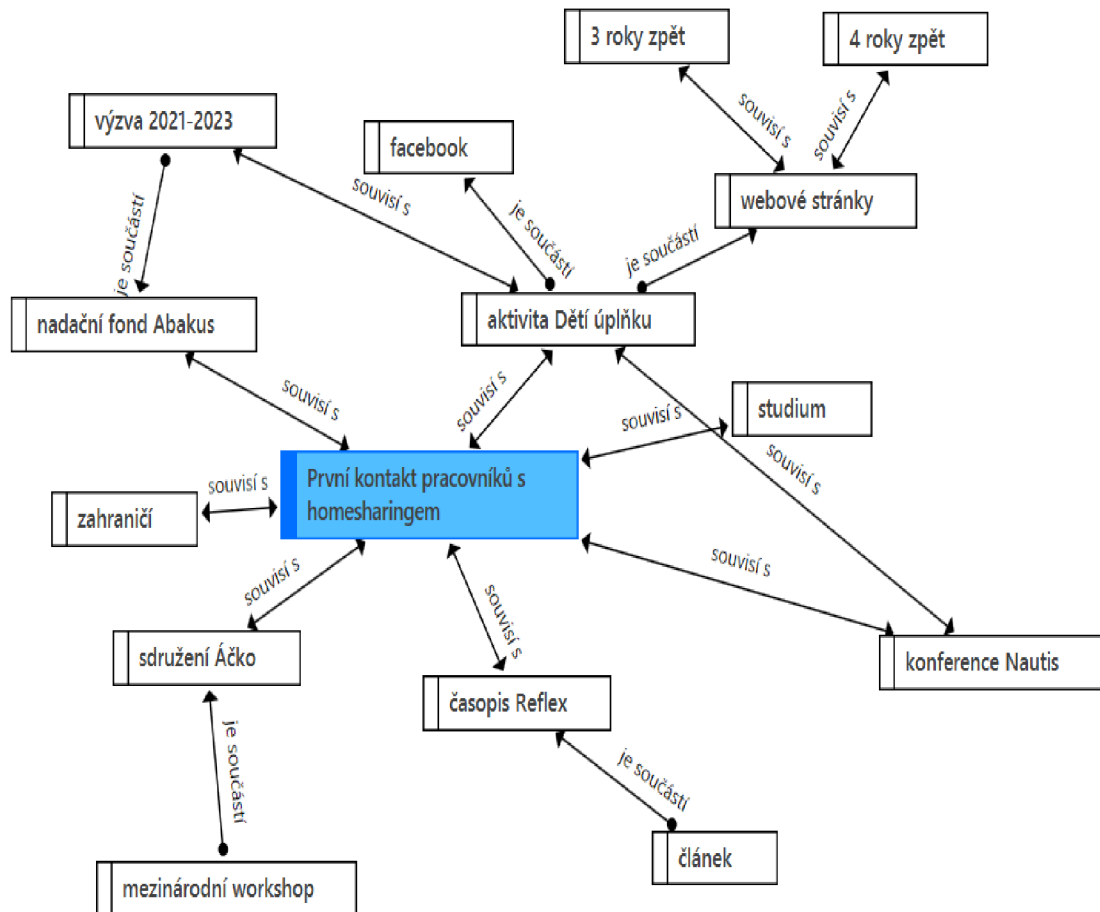 3 roky zpět
4 roky zpět
výzva 2021-2023
facebook
souvisí s
souvisí s
souvisí s
webové stránky
je součástí
je součástí
je součástí
nadační fond Abakus
aktivita Dětí úplňku
souvisí s
souvisí s
souvisí s
studium
souvisí s
První kontakt pracovníků s
homesharingem
souvisí s
zahraničí
souvisí s
souvisí s
souvisí s
sdružení Áčko
konference Nautis
časopis Reflex
je součástí
je součástí
článek
mezinárodní workshop